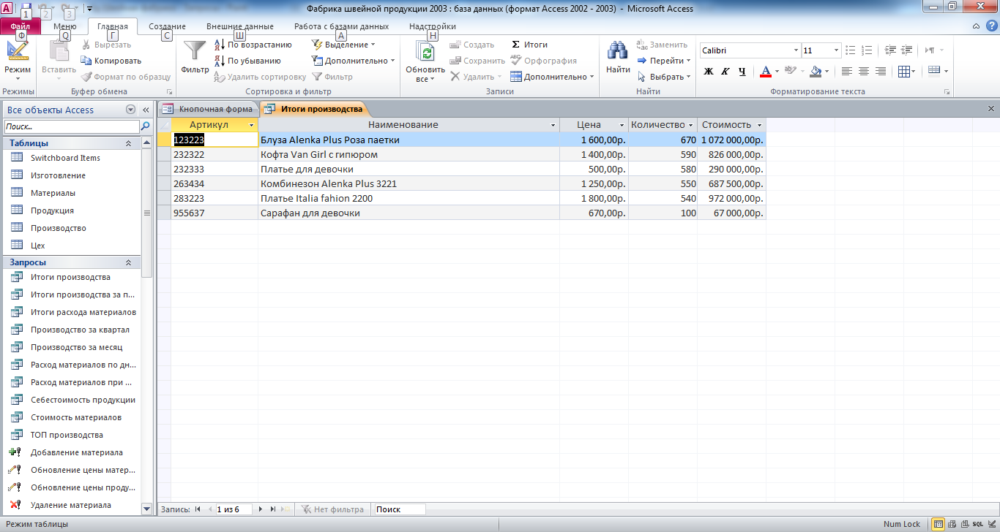 Фабрика швейной продукции 2003 : база данных (формат Access 2002 - 2003) - Microsoft Access
1 2 3
Файл Меню Главная Создание Внешние данные Работа с базами данных Надстройки
Ф Q Г С Ш А Н
Режим
Режимы
Вставить
Вырезать
Копировать
Формат по образцу
Буфер обмена
Фильтр
По возрастанию
По убыванию
Удалить сортировку
Выделение
Дополнительно
Фильтр
Сортировка и фильтр
Обновить
все
Создать
Сохранить
Удалить
Итоги
Орфография
Дополнительно
Записи
Найти
Заменить
Перейти
Выбрать
Найти
Calibri 11
Ж К Ч
Форматирование текста
Все объекты Access
Поиск...
Таблицы
Switchboard Items
Изготовление
Материалы
Продукция
Производство
Цех
Запросы
Итоги производства
Итоги производства за п...
Итоги расхода материалов
Производство за квартал
Производство за месяц
Расход материалов по дн...
Расход материалов при ...
Себестоимость продукции
Стоимость материалов
ТОП производства
Добавление материала
Обновление цены матер...
Обновление цены проду...
Удаление материала
Кнопочная форма Итоги производства
Артикул Наименование Цена Количество Стоимость
123223 Блуза Alenka Plus Роза паетки 1 600,00р. 670 1 072 000,00р.
232322 Кофта Van Girl с гипюром 1 400,00р. 590 826 000,00р.
232333 Платье для девочки 500,00р. 580 290 000,00р.
263434 Комбинезон Alenka Plus 3221 1 250,00р. 550 687 500,00р.
283223 Платье Italia fahion 2200 1 800,00р. 540 972 000,00р.
955637 Сарафан для девочки 670,00р. 100 67 000,00р.
Запись: 1 из 6 Нет фильтра Поиск
Режим таблицы Num Lock SQL